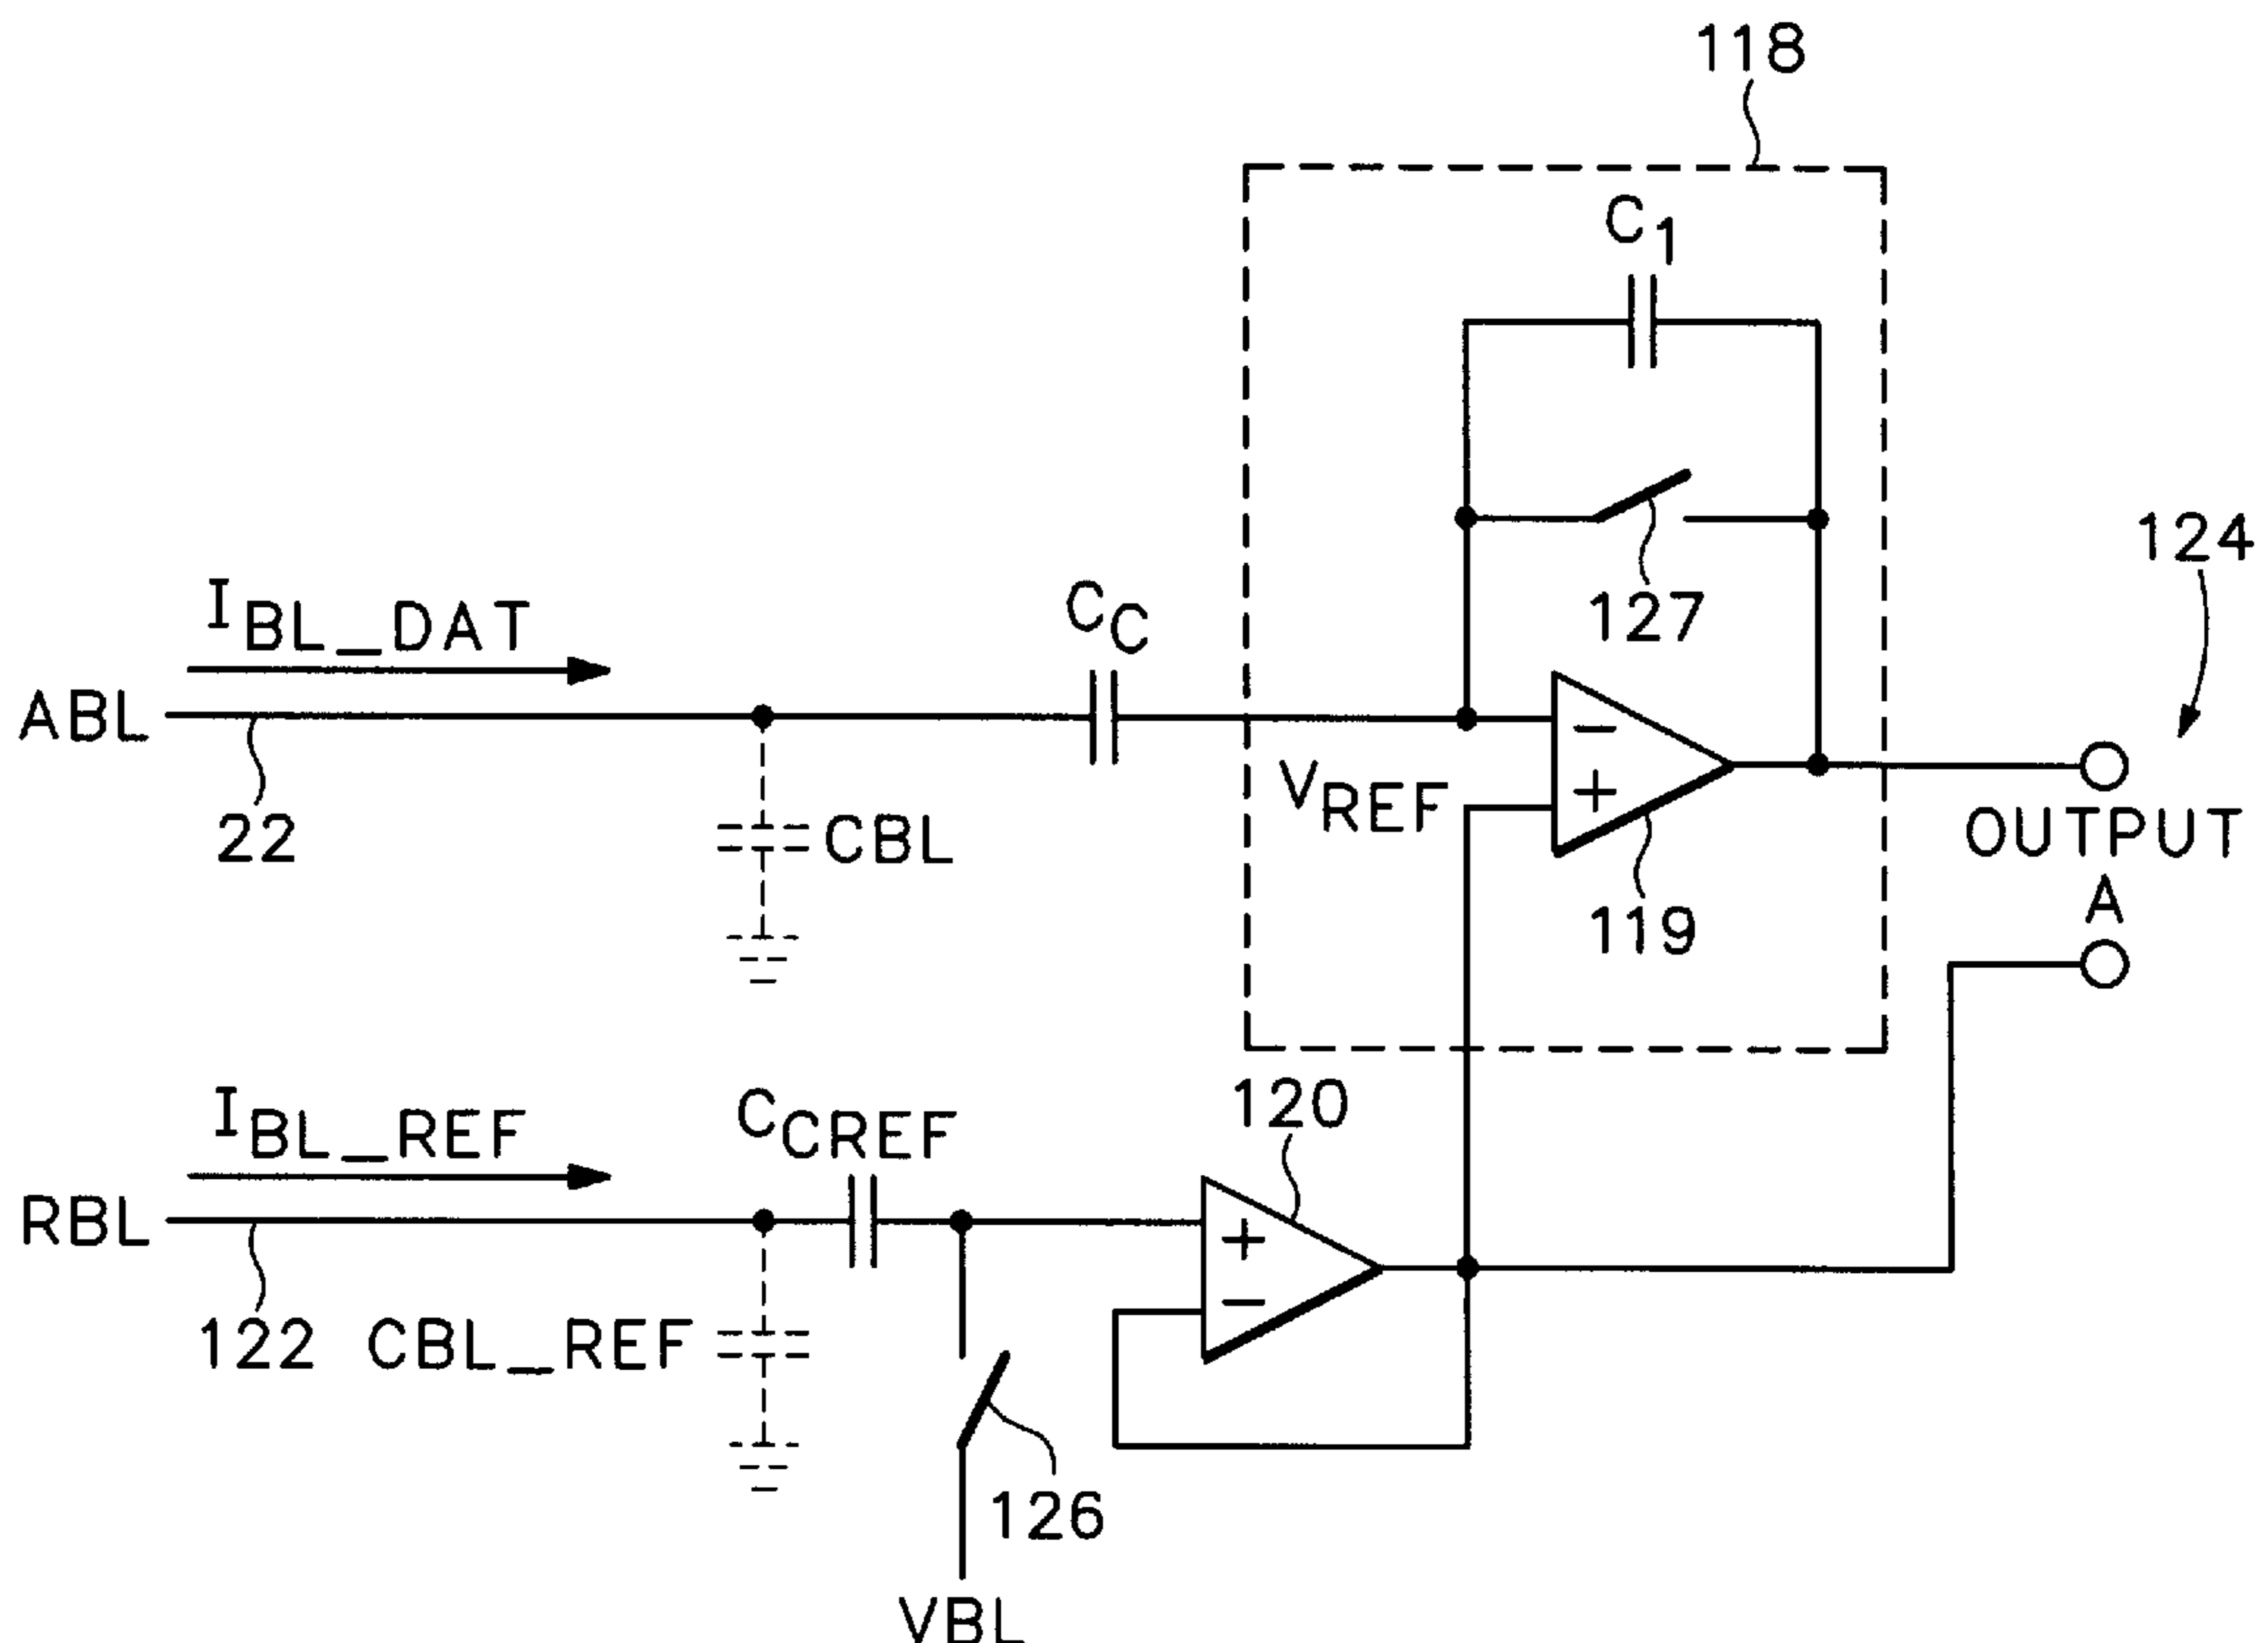 118
C1
124
127
IBL_DAT
CC
ABL
−
VREF
+
22
CBL
OUTPUT
A
119
120
IBL_REF
CCREF
RBL
+
−
122
CBL_REF
126
VBL